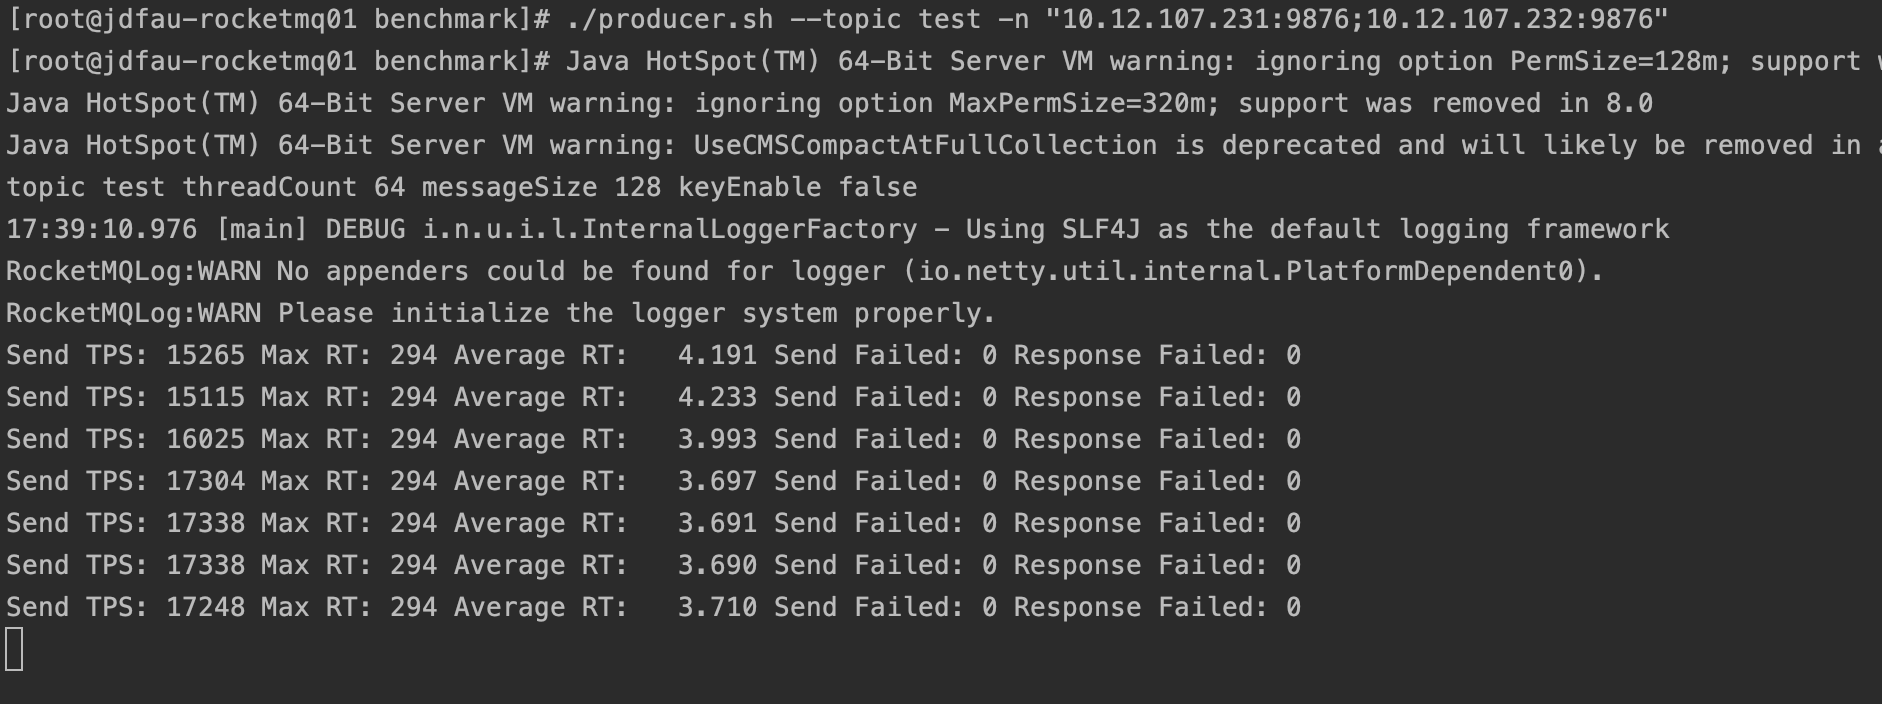 [root@jdfau-rocketmq01 benchmark]# ./producer.sh --topic test -n "10.12.107.231:9876;10.12.107.232:9876"
[root@jdfau-rocketmq01 benchmark]# Java HotSpot(TM) 64-Bit Server VM warning: ignoring option PermSize=128m; support
Java HotSpot(TM) 64-Bit Server VM warning: ignoring option MaxPermSize=320m; support was removed in 8.0
Java HotSpot(TM) 64-Bit Server VM warning: UseCMSCompactAtFullCollection is deprecated and will likely be removed in
topic test threadCount 64 messageSize 128 keyEnable false
17:39:10.976 [main] DEBUG i.n.u.i.l.InternalLoggerFactory - Using SLF4J as the default logging framework
RocketMQLog:WARN No appenders could be found for logger (io.netty.util.internal.PlatformDependent0).
RocketMQLog:WARN Please initialize the logger system properly.
Send TPS: 15265 Max RT: 294 Average RT:   4.191 Send Failed: 0 Response Failed: 0
Send TPS: 15115 Max RT: 294 Average RT:   4.233 Send Failed: 0 Response Failed: 0
Send TPS: 16025 Max RT: 294 Average RT:   3.993 Send Failed: 0 Response Failed: 0
Send TPS: 17304 Max RT: 294 Average RT:   3.697 Send Failed: 0 Response Failed: 0
Send TPS: 17338 Max RT: 294 Average RT:   3.691 Send Failed: 0 Response Failed: 0
Send TPS: 17338 Max RT: 294 Average RT:   3.690 Send Failed: 0 Response Failed: 0
Send TPS: 17248 Max RT: 294 Average RT:   3.710 Send Failed: 0 Response Failed: 0